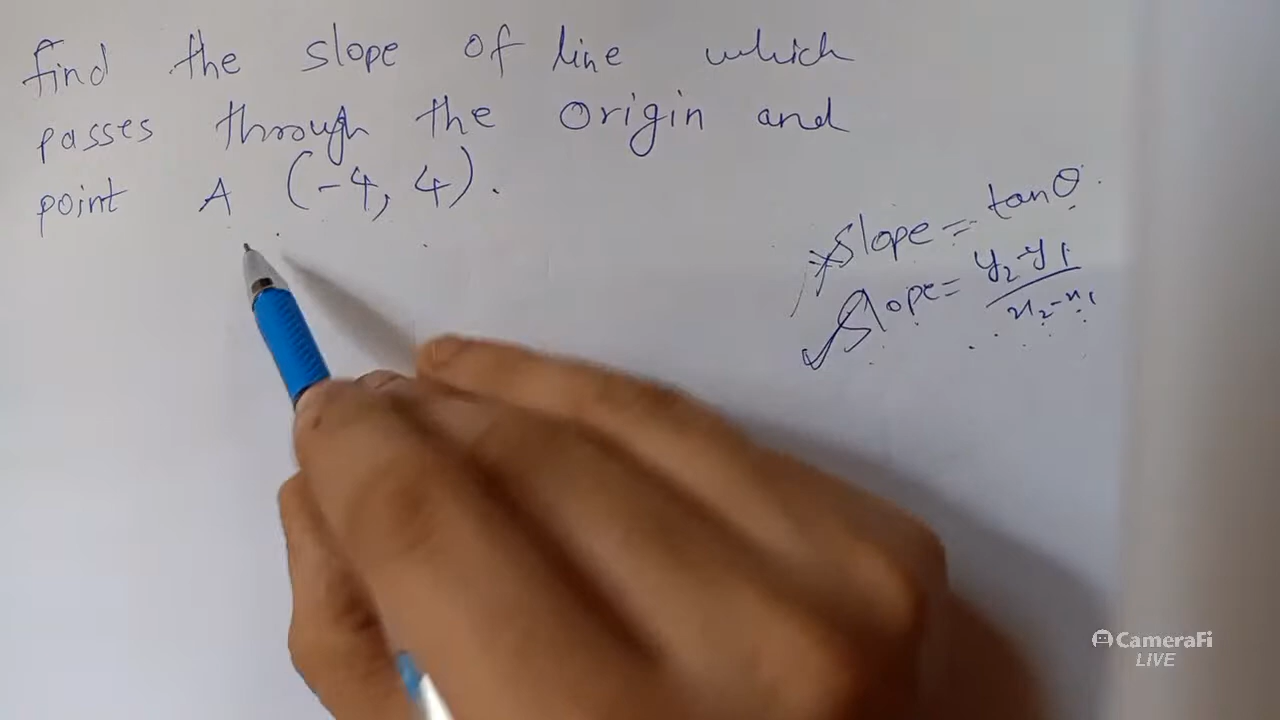 find the slope of line which
passes through the Origin and
point A (-4, 4).
Slope = tanθ
Slope = y₂-y₁/x₂-x₁
CameraFi
LIVE